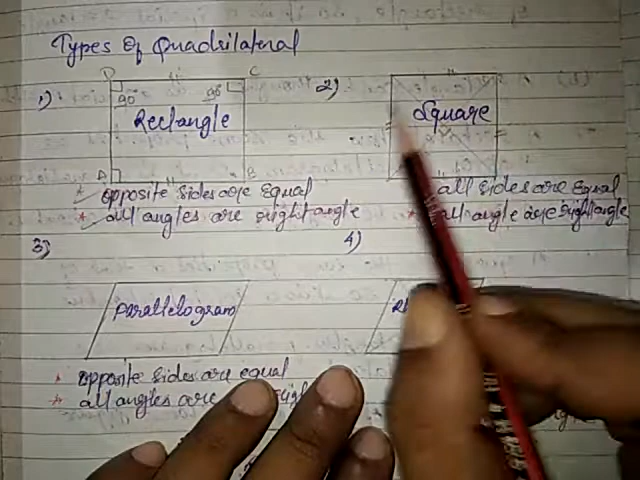 Types Of Quadrilateral
1)
D
C
90°
90°
Rectangle
A
B
* opposite sides are Equal
* all angles are right angle
2)
Square
all sides are Equal
* all angle are right angle
3)
Parallelogram
* opposite sides are equal
* all angles are
4)